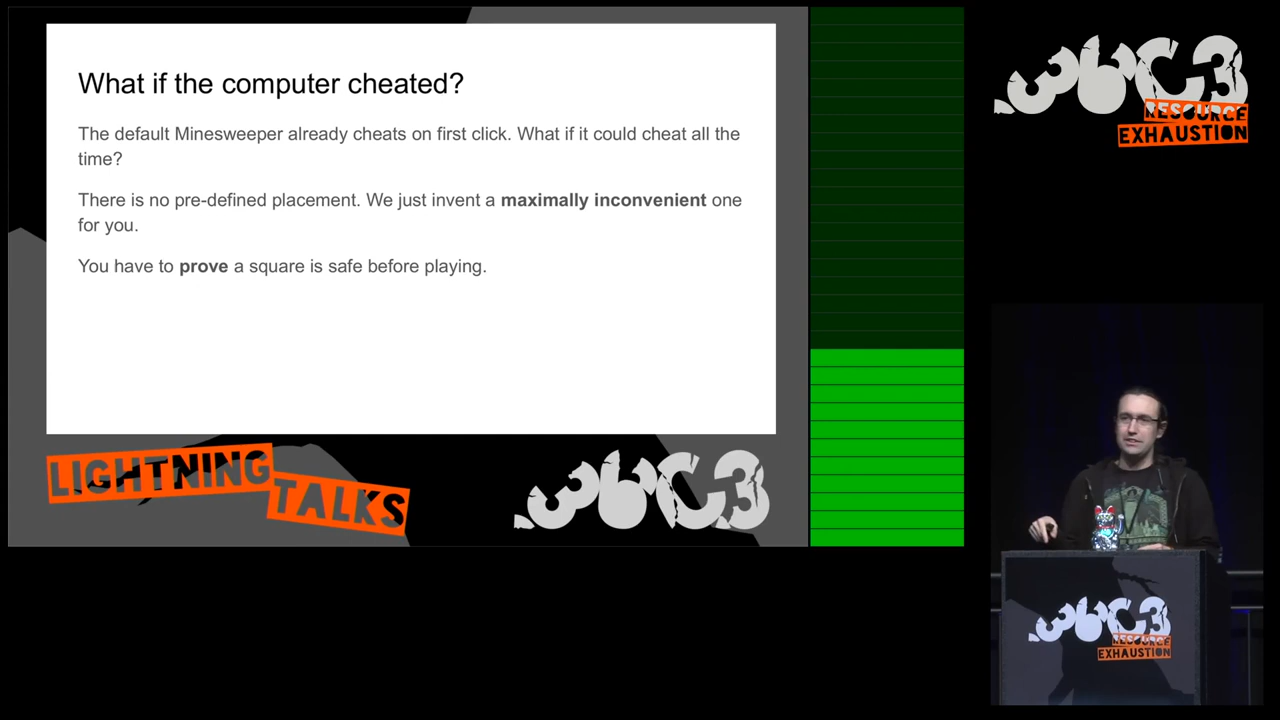 What if the computer cheated?
The default Minesweeper already cheats on first click. What if it could cheat all the
time?
There is no pre-defined placement. We just invent a maximally inconvenient one
for you.
You have to prove a square is safe before playing.
LIGHTNING
TALKS
36C3
36C3
RESOURCE
EXHAUSTION
36C3
RESOURCE
EXHAUSTION